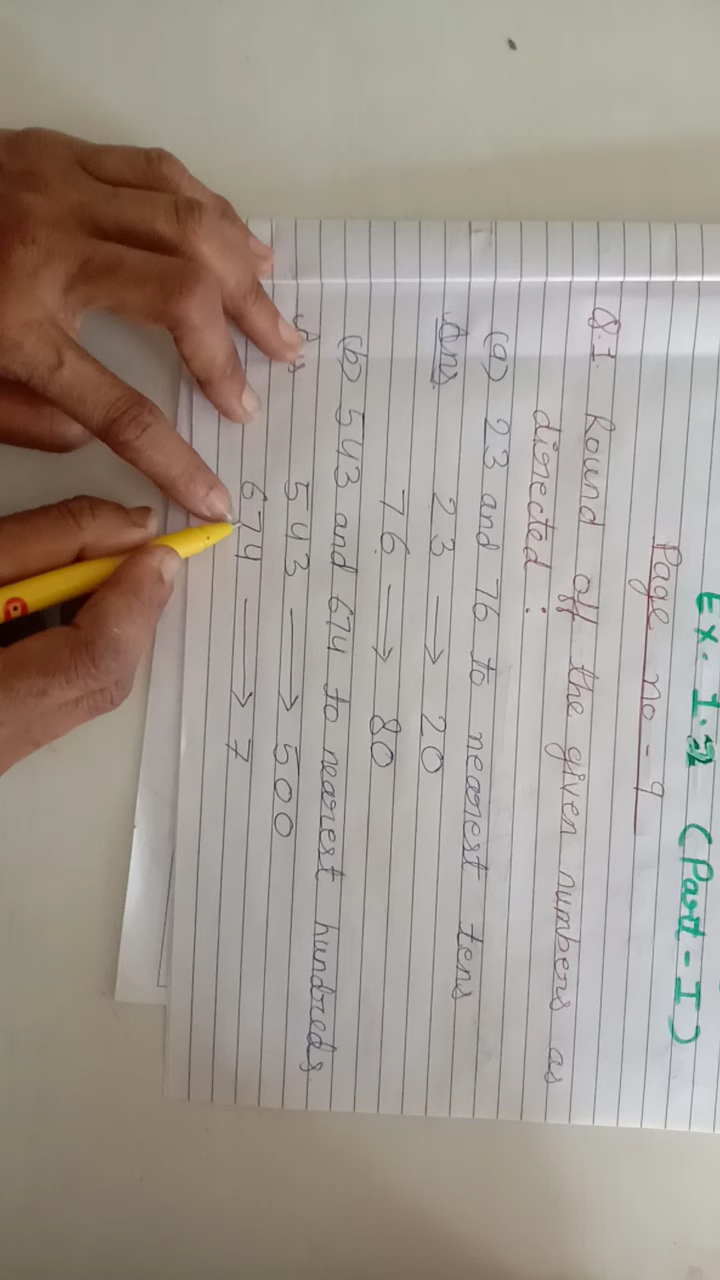 Ex. 1.2 (Part-I)
Page no-9
Q.1. Round off the given numbers as
directed :
(a) 23 and 76 to nearest tens
Ans. 23 → 20
76 → 80
(b) 543 and 674 to nearest hundreds.
Ans. 543 → 500
674 → 7